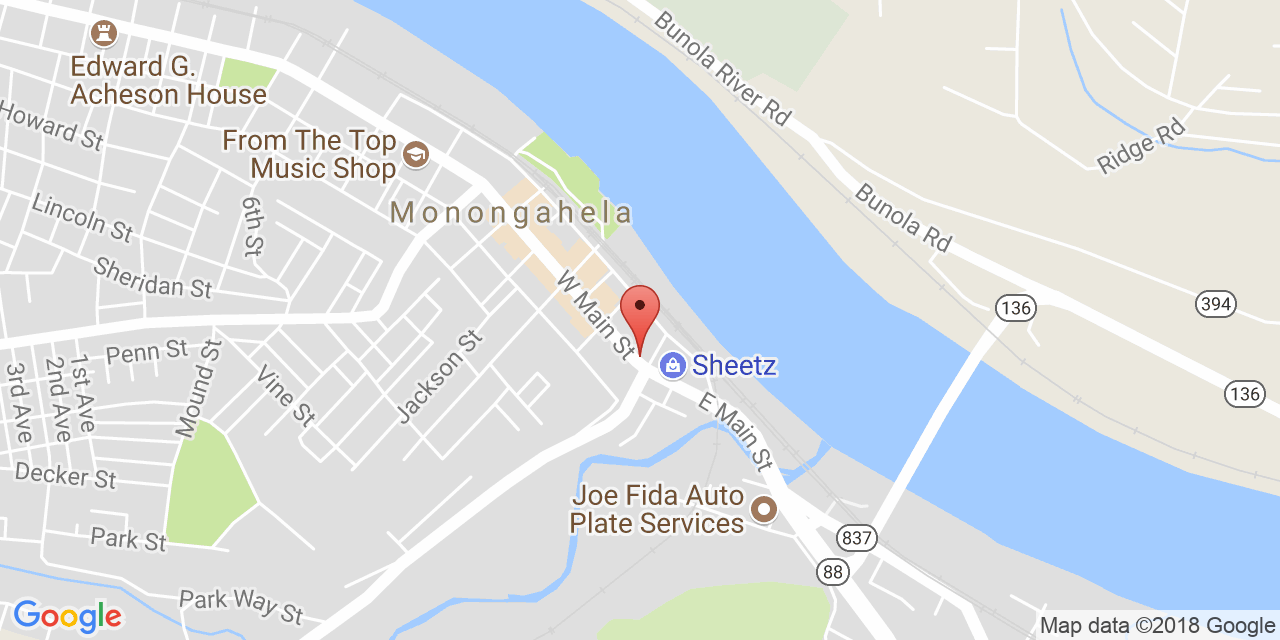 Edward G.
Acheson House
Howard St
From The Top
Music Shop
Bunola River Rd
Ridge Rd
Bunola Rd
Monongahela
6th St
Lincoln St
Sheridan St
W Main St
136
394
Sheetz
Penn St
Mound St
Vine St
Jackson St
1st Ave
2nd Ave
3rd Ave
136
E Main St
Decker St
Joe Fida Auto
Plate Services
Park St
837
88
Park Way St
Google
Map data ©2018 Google